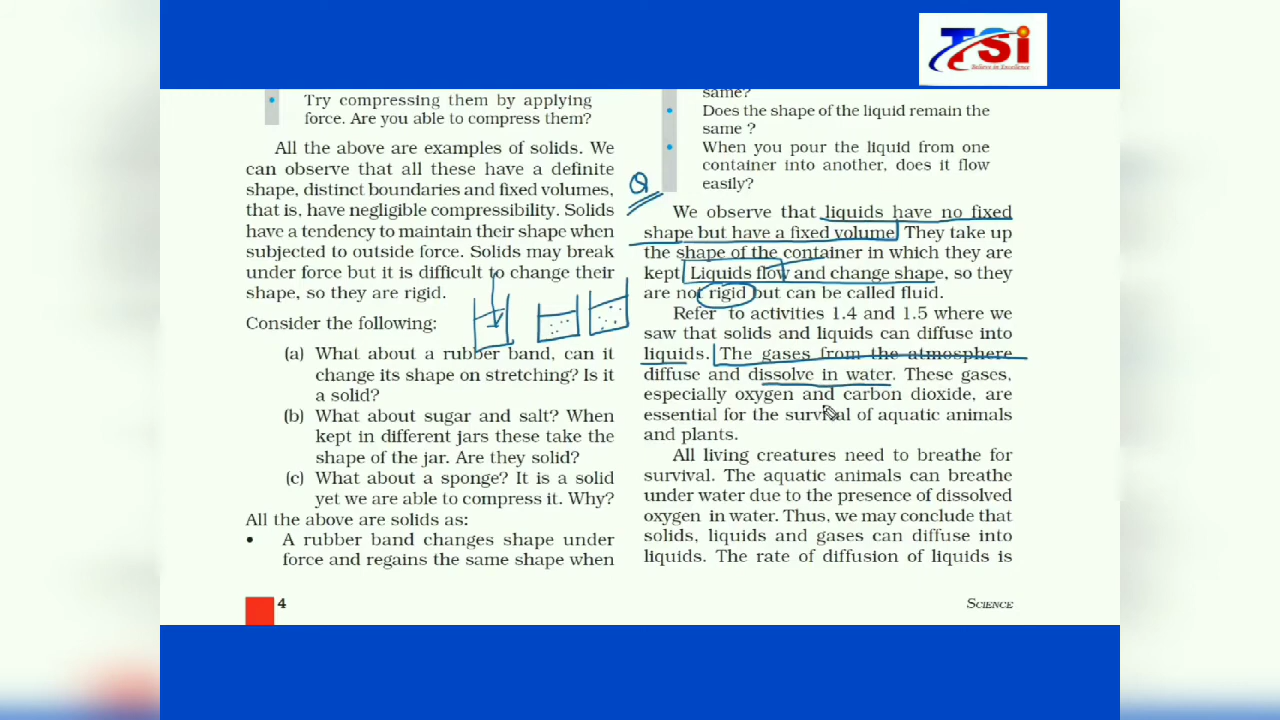 TSi
Believe in Excellence
Try compressing them by applying
force. Are you able to compress them?
All the above are examples of solids. We
can observe that all these have a definite
shape, distinct boundaries and fixed volumes,
that is, have negligible compressibility. Solids
have a tendency to maintain their shape when
subjected to outside force. Solids may break
under force but it is difficult to change their
shape, so they are rigid.
Consider the following:
(a) What about a rubber band, can it
change its shape on stretching? Is it
a solid?
(b) What about sugar and salt? When
kept in different jars these take the
shape of the jar. Are they solid?
(c) What about a sponge? It is a solid
yet we are able to compress it. Why?
All the above are solids as:
• A rubber band changes shape under
force and regains the same shape when
same?
• Does the shape of the liquid remain the
same ?
• When you pour the liquid from one
container into another, does it flow
easily?
Q
We observe that liquids have no fixed
shape but have a fixed volume. They take up
the shape of the container in which they are
kept. Liquids flow and change shape, so they
are not rigid but can be called fluid.
Refer to activities 1.4 and 1.5 where we
saw that solids and liquids can diffuse into
liquids. The gases from the atmosphere
diffuse and dissolve in water. These gases,
especially oxygen and carbon dioxide, are
essential for the survival of aquatic animals
and plants.
All living creatures need to breathe for
survival. The aquatic animals can breathe
under water due to the presence of dissolved
oxygen in water. Thus, we may conclude that
solids, liquids and gases can diffuse into
liquids. The rate of diffusion of liquids is
4
SCIENCE